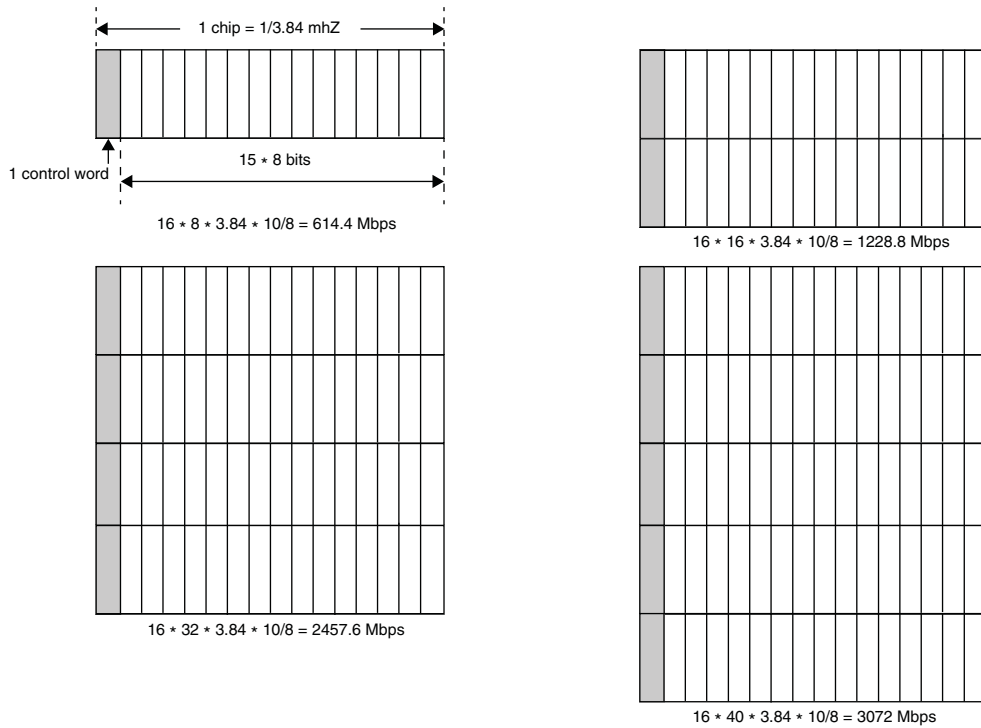 1 chip = 1/3.84 mhZ
1 control word
15 * 8 bits
16 * 8 * 3.84 * 10/8 = 614.4 Mbps
16 * 16 * 3.84 * 10/8 = 1228.8 Mbps
16 * 32 * 3.84 * 10/8 = 2457.6 Mbps
16 * 40 * 3.84 * 10/8 = 3072 Mbps